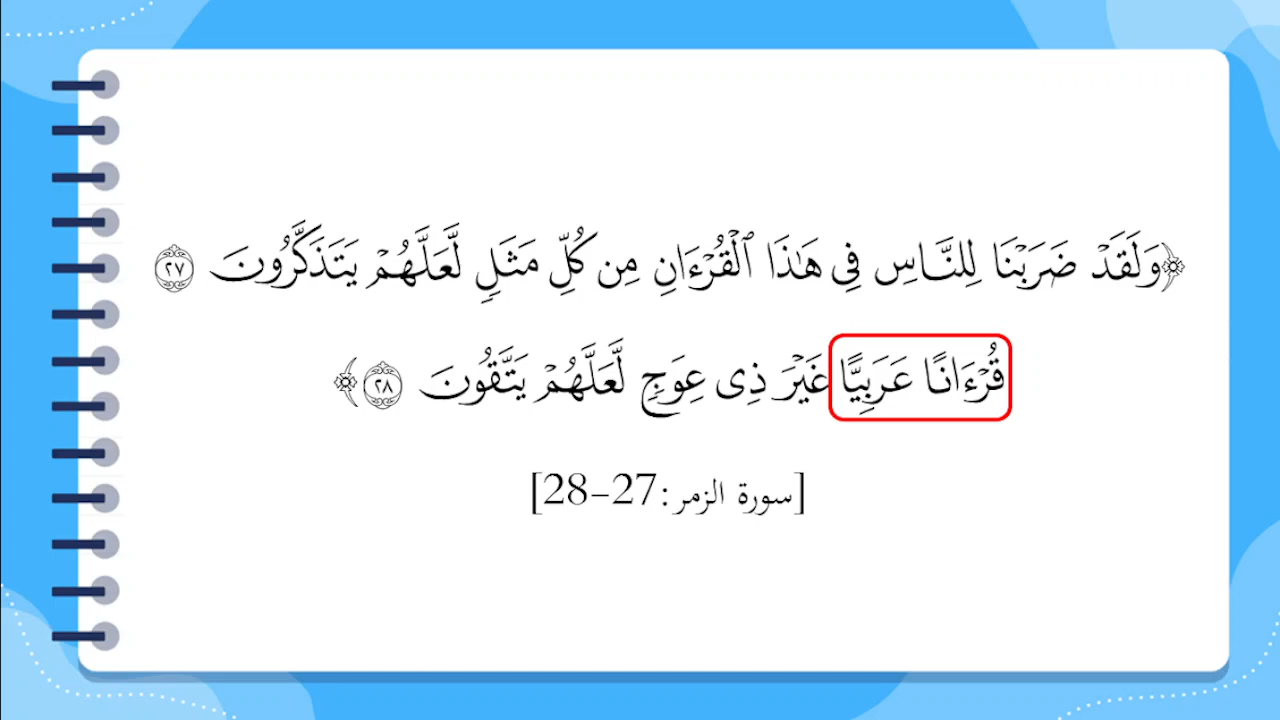 ﴿وَلَقَدْ ضَرَبْنَا لِلنَّاسِ فِى هَٰذَا ٱلْقُرْءَانِ مِن كُلِّ مَثَلٍ لَّعَلَّهُمْ يَتَذَكَّرُونَ ٢٧
قُرْءَانًا عَرَبِيًّا غَيْرَ ذِى عِوَجٍ لَّعَلَّهُمْ يَتَّقُونَ ٢٨﴾
[سورة الزمر:27-28]